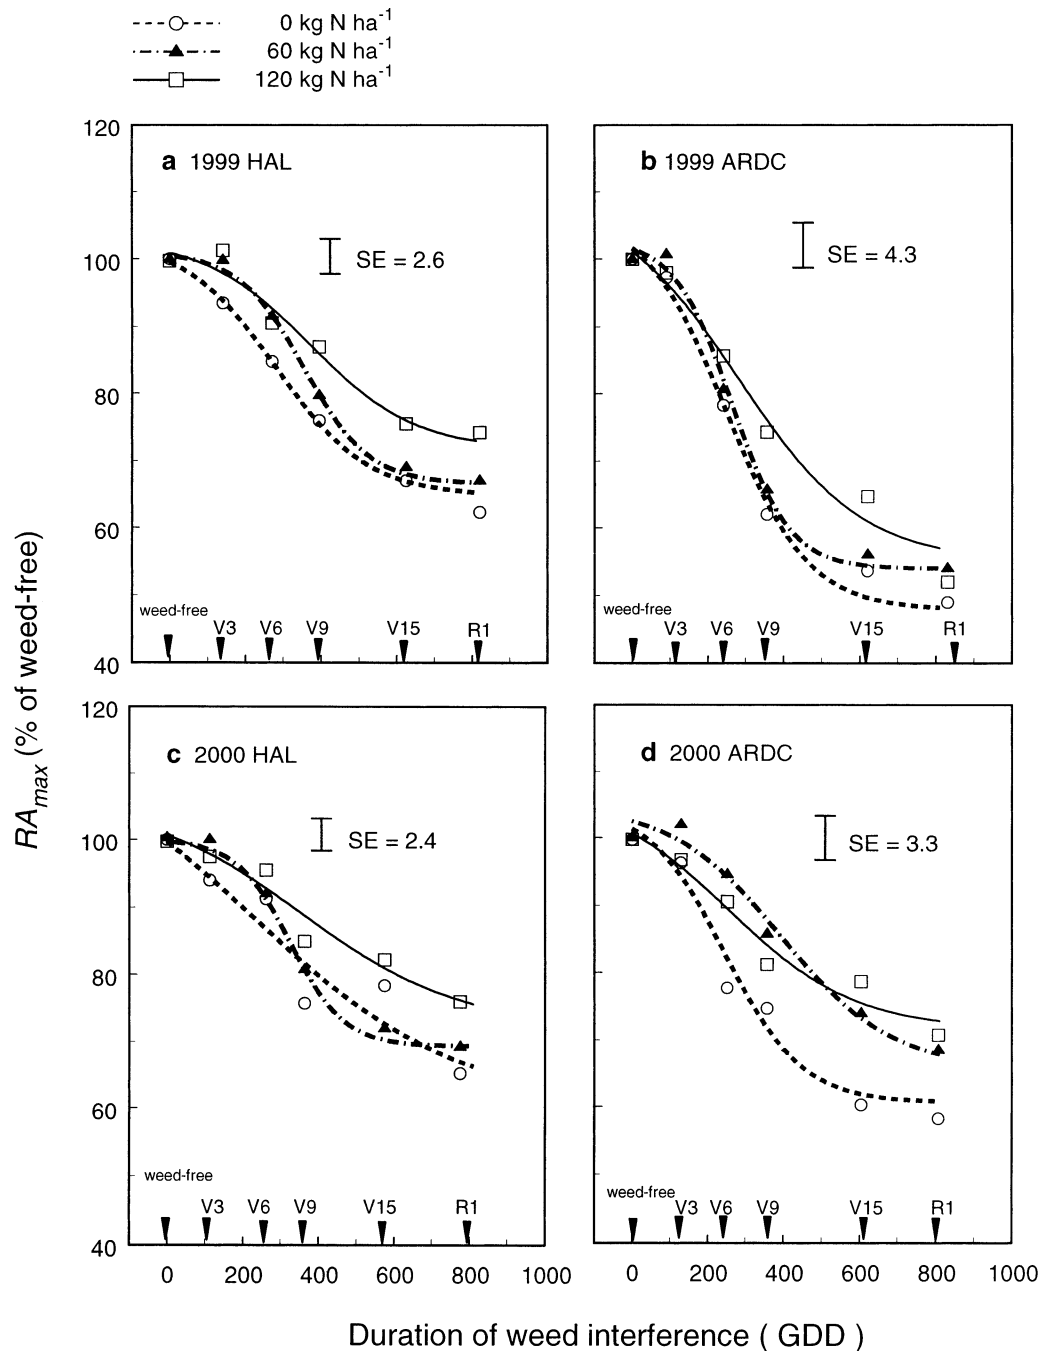 0 kg N ha-1
60 kg N ha-1
120 kg N ha-1
120
a 1999 HAL
b 1999 ARDC
SE = 2.6
SE = 4.3
100
80
60
weed-free
V3 V6 V9 V15 R1
weed-free
V3 V6 V9 V15 R1
40
RAmax (% of weed-free)
120
c 2000 HAL
d 2000 ARDC
SE = 2.4
SE = 3.3
100
80
60
weed-free
V3 V6 V9 V15 R1
weed-free
V3 V6 V9 V15 R1
40
0 200 400 600 800 1000
0 200 400 600 800 1000
Duration of weed interference ( GDD )